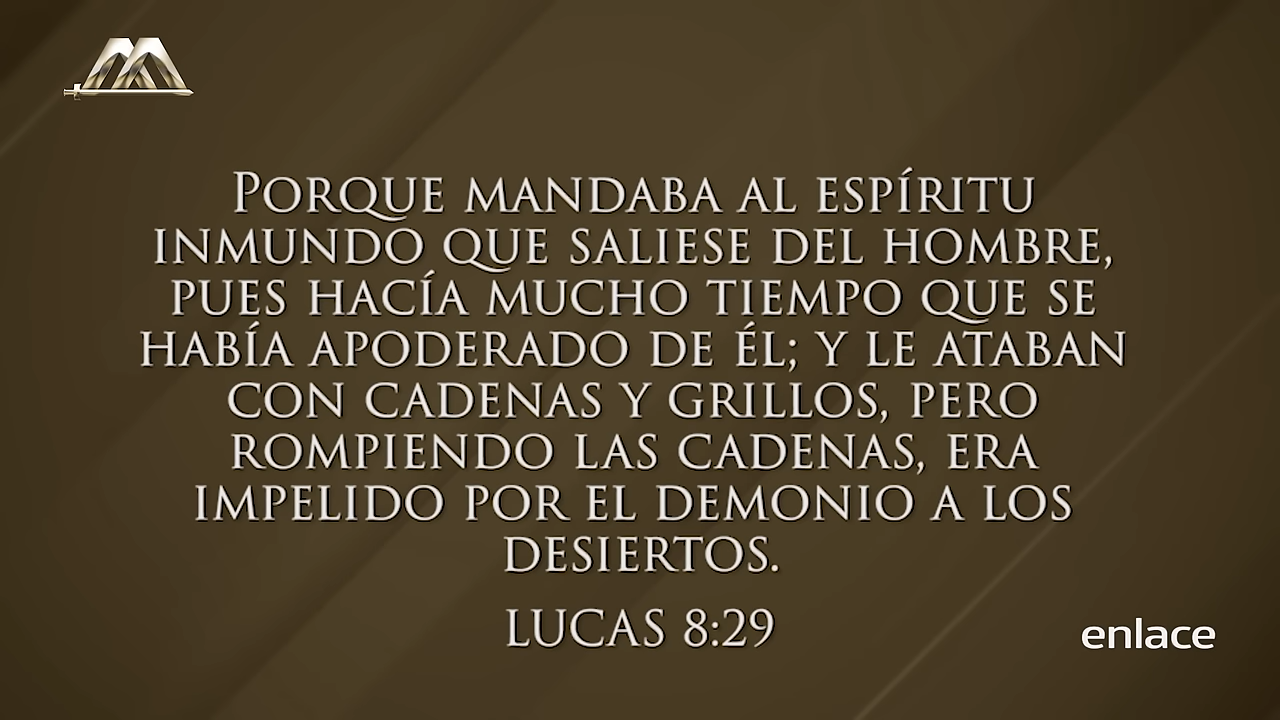 PORQUE MANDABA AL ESPÍRITU
INMUNDO QUE SALIESE DEL HOMBRE,
PUES HACÍA MUCHO TIEMPO QUE SE
HABÍA APODERADO DE ÉL; Y LE ATABAN
CON CADENAS Y GRILLOS, PERO
ROMPIENDO LAS CADENAS, ERA
IMPELIDO POR EL DEMONIO A LOS
DESIERTOS.
LUCAS 8:29
enlace